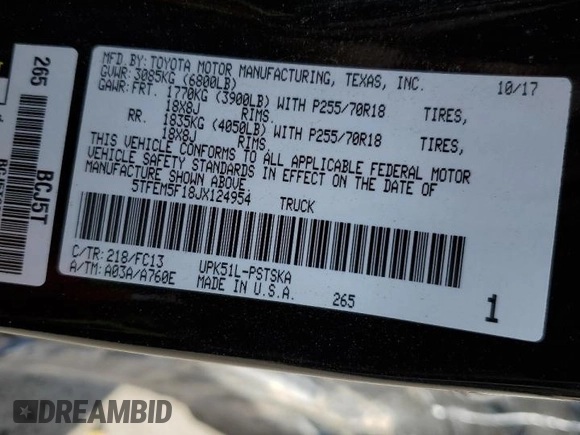 MFD.BY: TOYOTA MOTOR MANUFACTURING, TEXAS, INC. 10/17
GVWR: 3085KG (6800LB)
GAWR: FRT. 1770KG (3900LB) WITH P255/70R18 TIRES,
18X8J RIMS.
RR. 1835KG (4050LB) WITH P255/70R18 TIRES,
18X8J RIMS.
THIS VEHICLE CONFORMS TO ALL APPLICABLE FEDERAL MOTOR
VEHICLE SAFETY STANDARDS IN EFFECT ON THE DATE OF
MANUFACTURE SHOWN ABOVE.
5TFEM5F18JX124954 TRUCK
C/TR: 218/FC13 UPK51L-PSTSKA
A/TM: A03A/A760E MADE IN U.S.A. 265 1
265
BCJ5T
DREAMBID